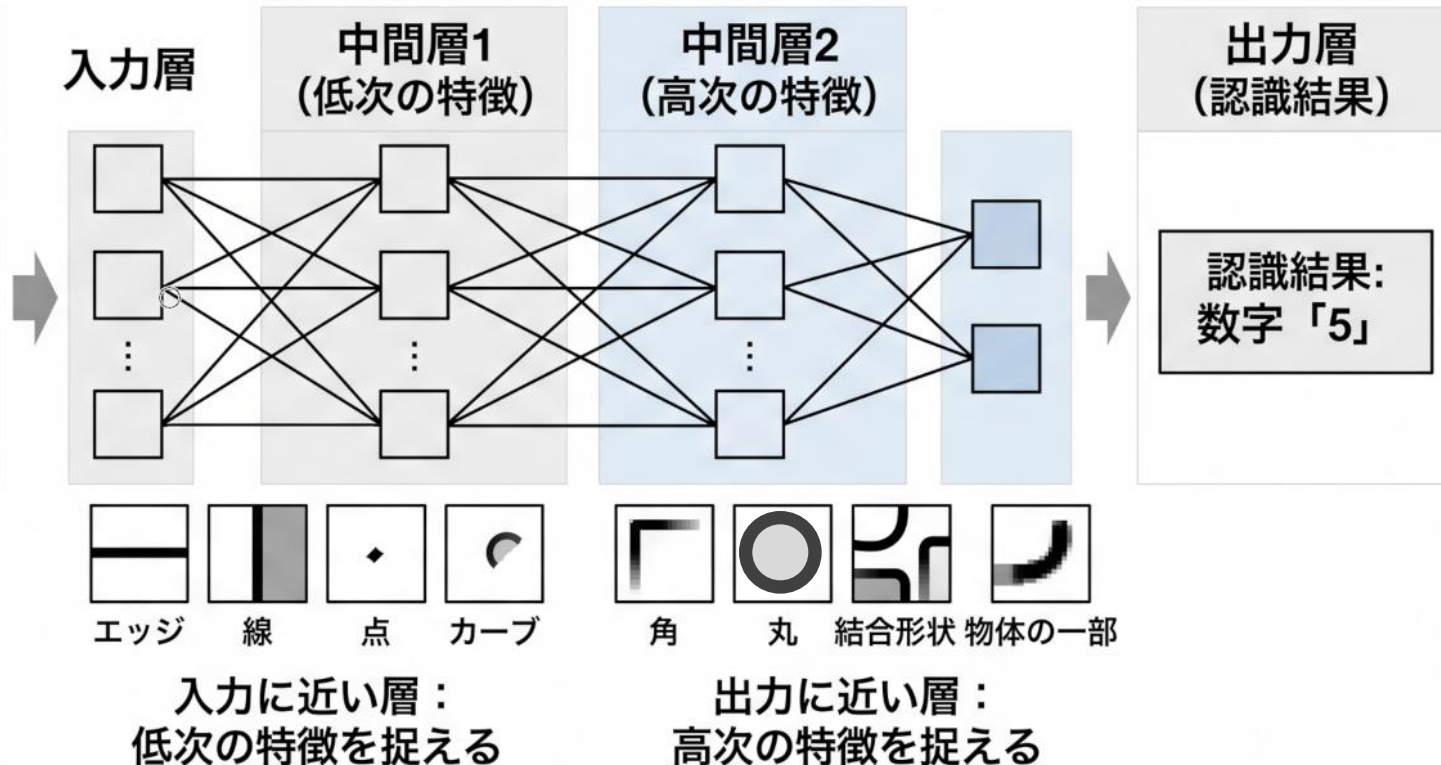 入力層
中間層1
(低次の特徴)
中間層2
(高次の特徴)
出力層
(認識結果)
⋮
⋮
⋮
認識結果:
数字「5」
エッジ
線
点
カーブ
角
丸
結合形状
物体の一部
入力に近い層：
低次の特徴を捉える
出力に近い層：
高次の特徴を捉える